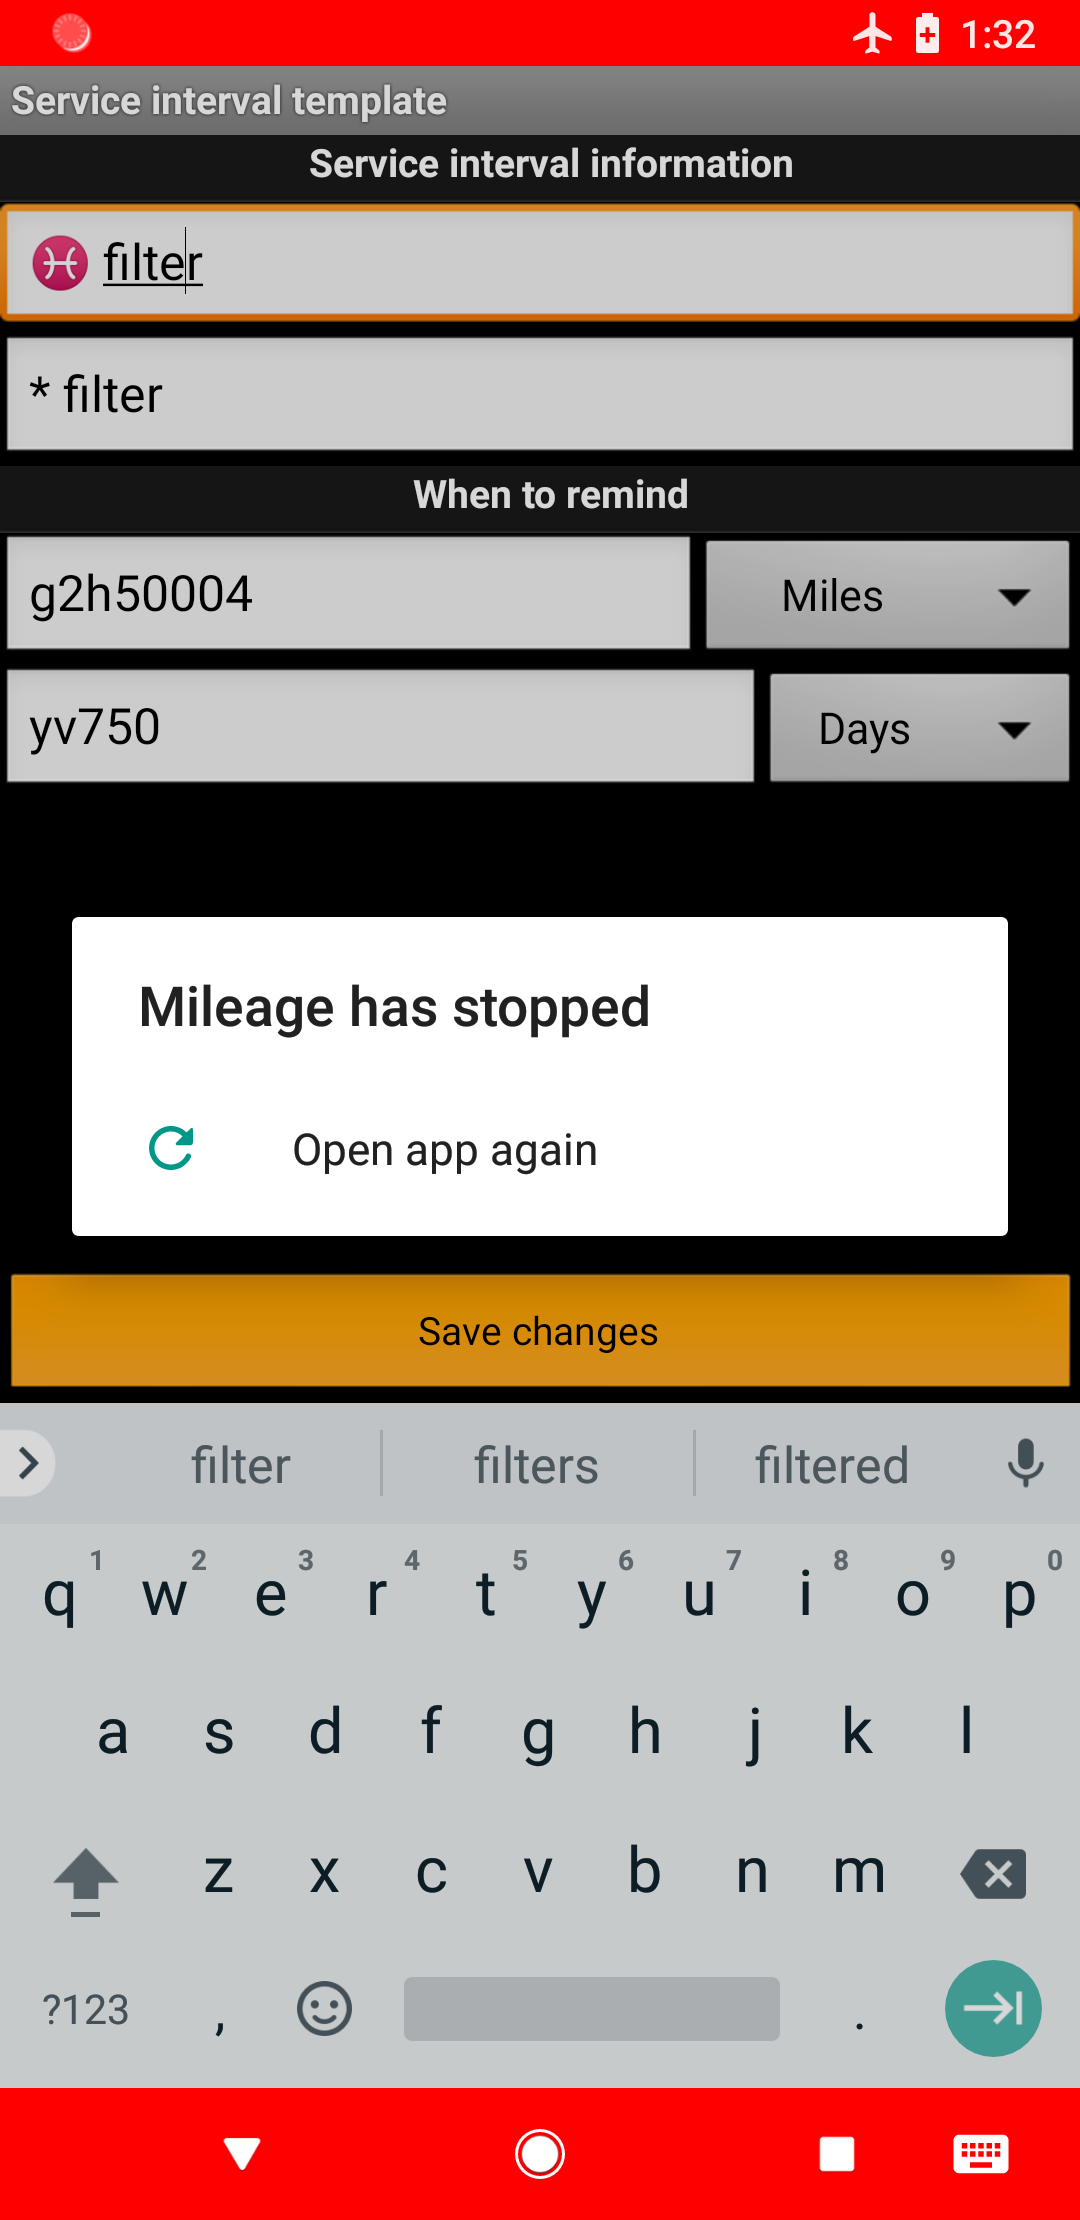 1:32
Service interval template
Service interval information
♓ filter
* filter
When to remind
g2h50004
Miles
yv750
Days
Mileage has stopped
Open app again
Save changes
filter filters filtered
1 2 3 4 5 6 7 8 9 0
q w e r t y u i o p
a s d f g h j k l
z x c v b n m
?123 , .